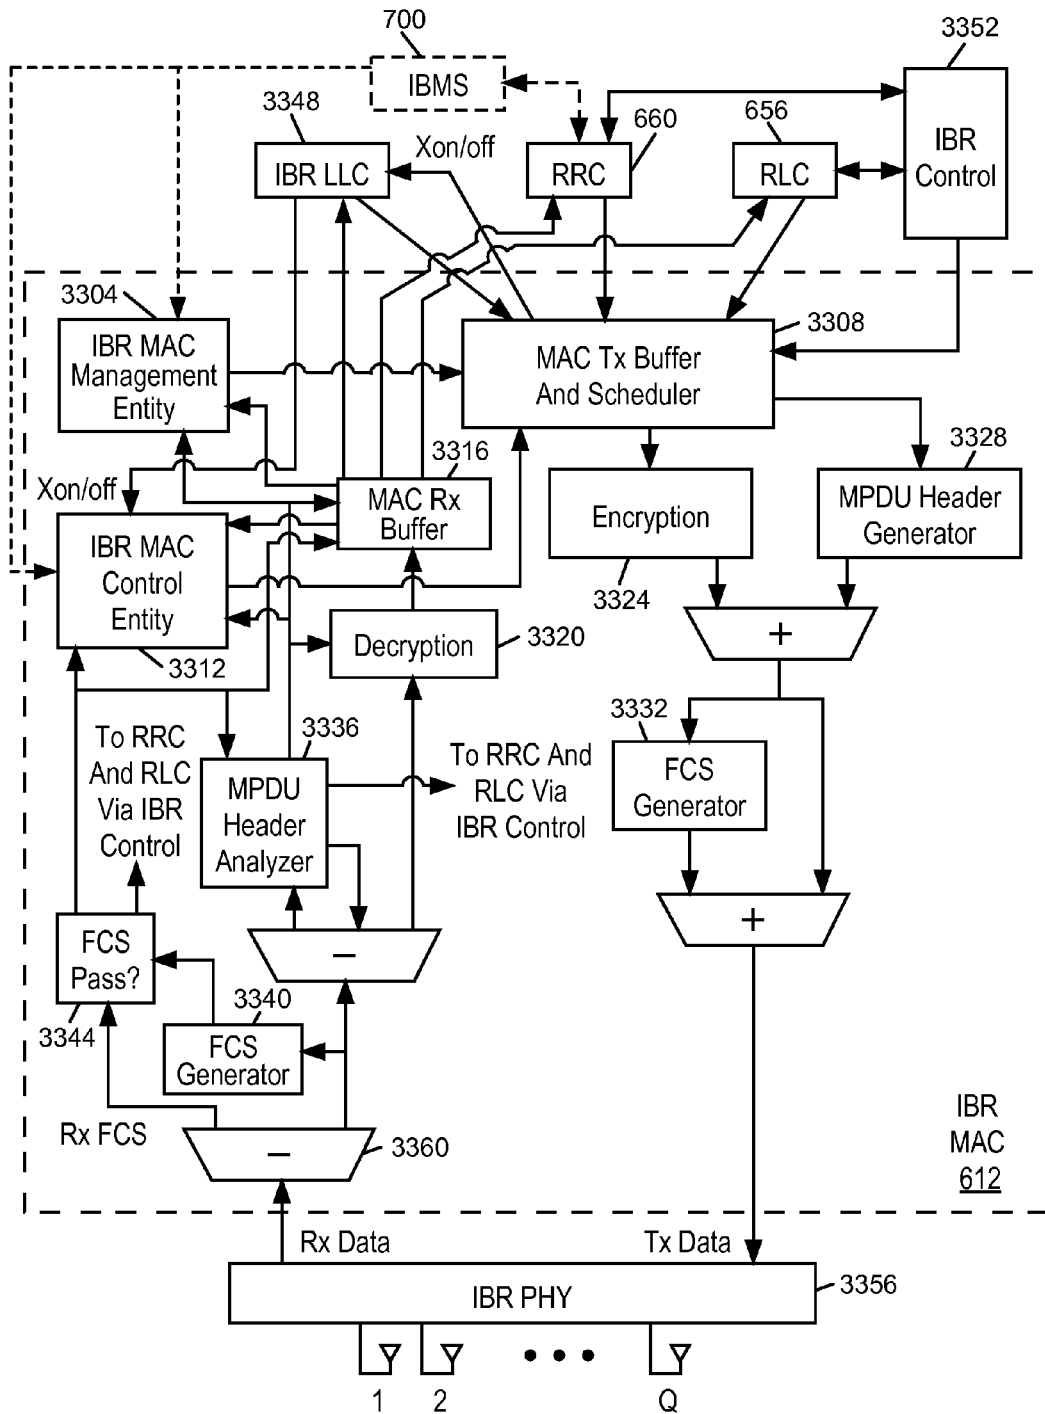 700
3352
IBMS
3348
660
656
IBR
Control
Xon/off
IBR LLC
RRC
RLC
3304
3308
IBR MAC
Management
Entity
MAC Tx Buffer
And Scheduler
3316
3328
Xon/off
MAC Rx
Buffer
Encryption
MPDU Header
Generator
IBR MAC
Control
Entity
3324
3320
Decryption
+
3312
3336
3332
To RRC
And RLC
Via IBR
Control
MPDU
Header
Analyzer
To RRC And
RLC Via
IBR Control
FCS
Generator
+
FCS
Pass?
−
3344
3340
FCS
Generator
Rx FCS
−
3360
IBR
MAC
612
Rx Data
Tx Data
IBR PHY
3356
1
2
Q